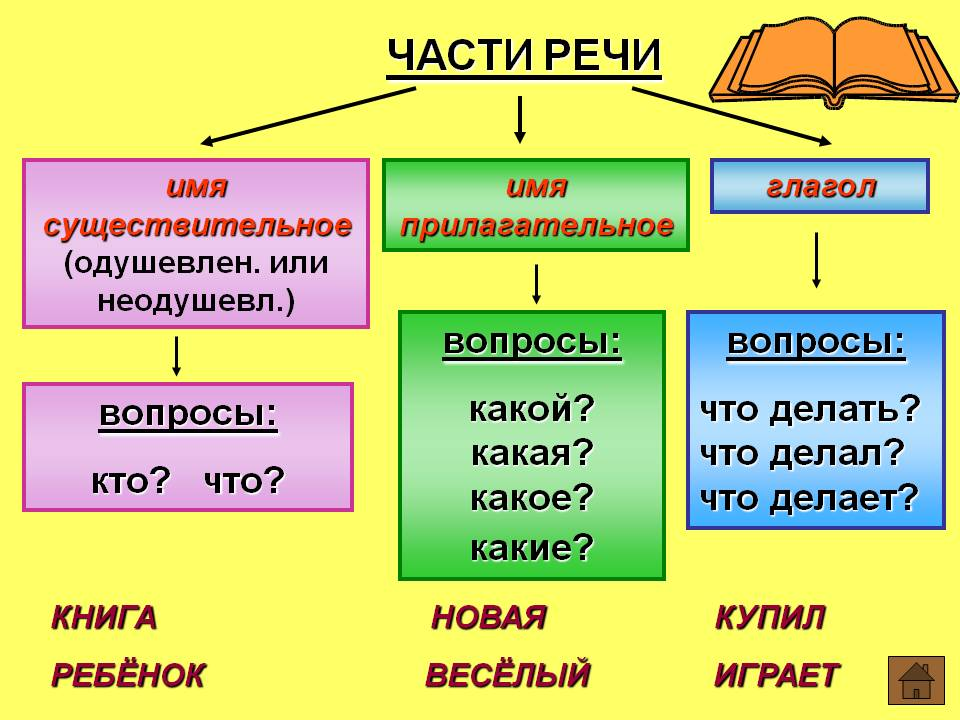 ЧАСТИ РЕЧИ
имя
существительное
(одушевлен. или
неодушевл.)
вопросы:
кто? что?
имя
прилагательное
вопросы:
какой?
какая?
какое?
какие?
глагол
вопросы:
что делать?
что делал?
что делает?
КНИГА НОВАЯ КУПИЛ
РЕБЁНОК ВЕСЁЛЫЙ ИГРАЕТ